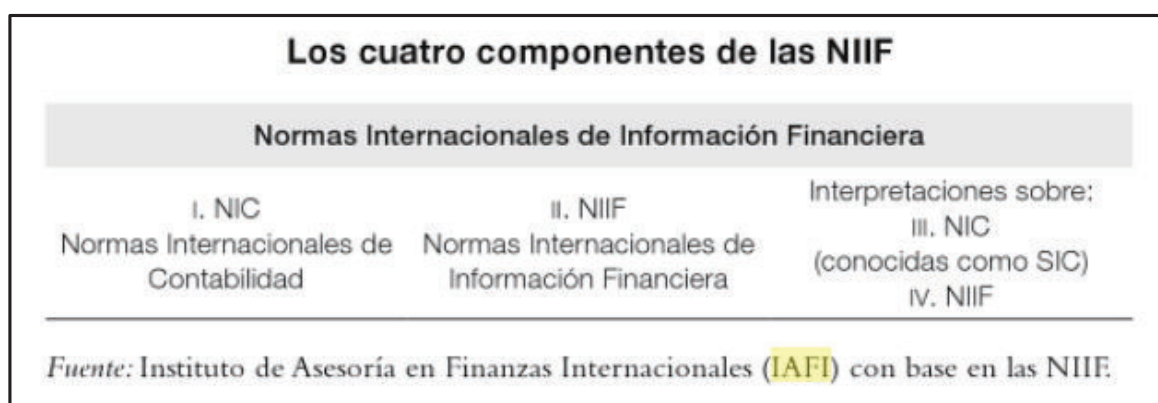 Los cuatro componentes de las NIIF
Normas Internacionales de Información Financiera
I. NIC
Normas Internacionales de
Contabilidad
II. NIIF
Normas Internacionales de
Información Financiera
Interpretaciones sobre:
III. NIC
(conocidas como SIC)
IV. NIIF
Fuente: Instituto de Asesoría en Finanzas Internacionales (IAFI) con base en las NIIF.